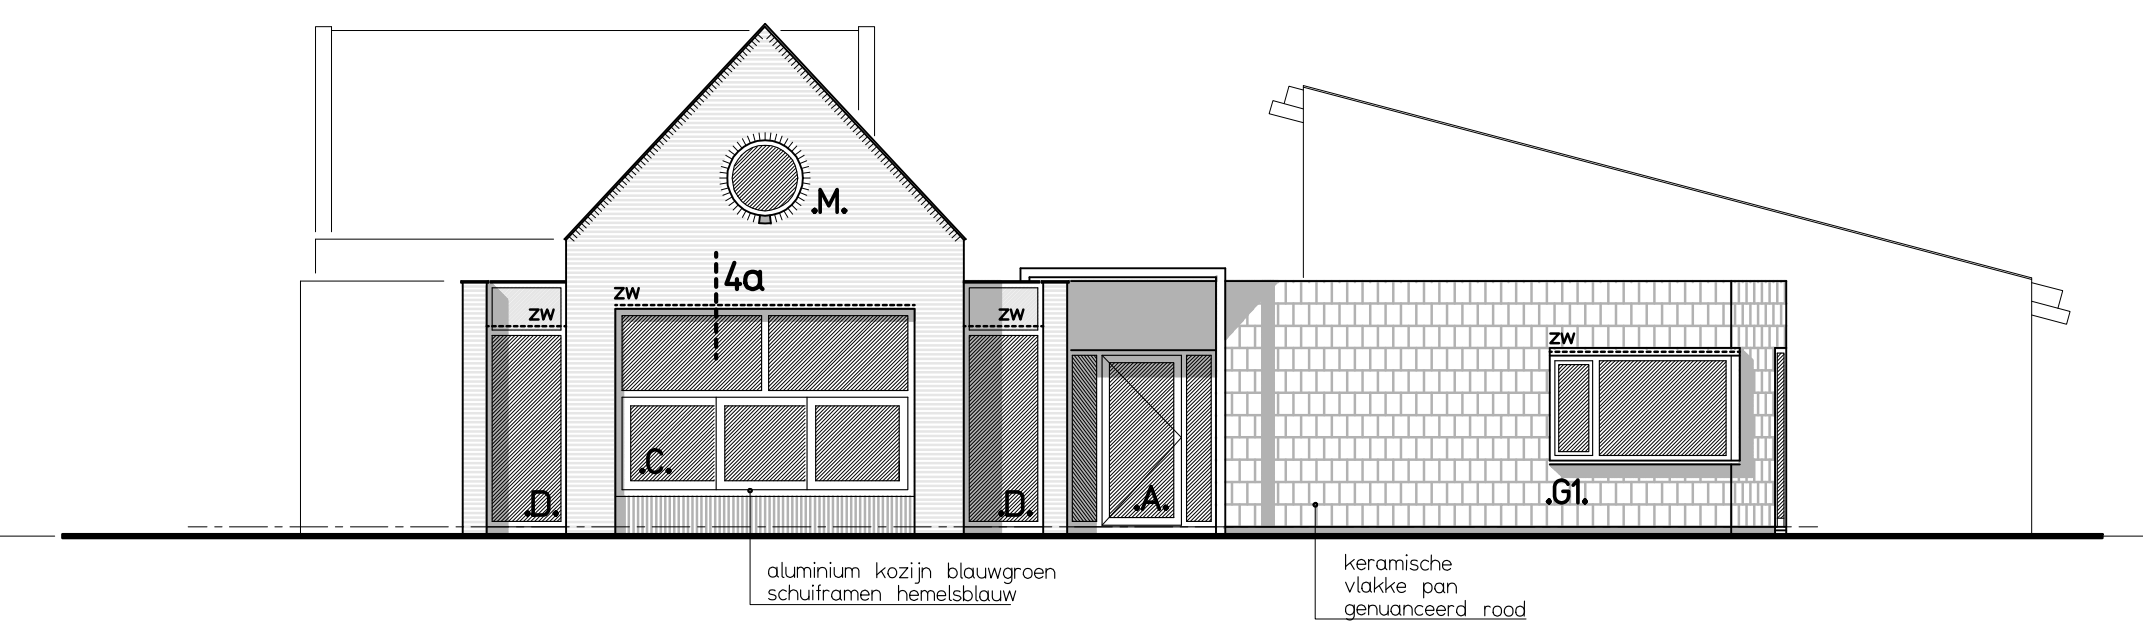 .M.
4a
zw
zw
zw
zw
.C.
.D.
.D.
.A.
.G1.
aluminium kozijn blauwgroen
schuiframen hemelsblauw
keramische
vlakke pan
genuanceerd rood